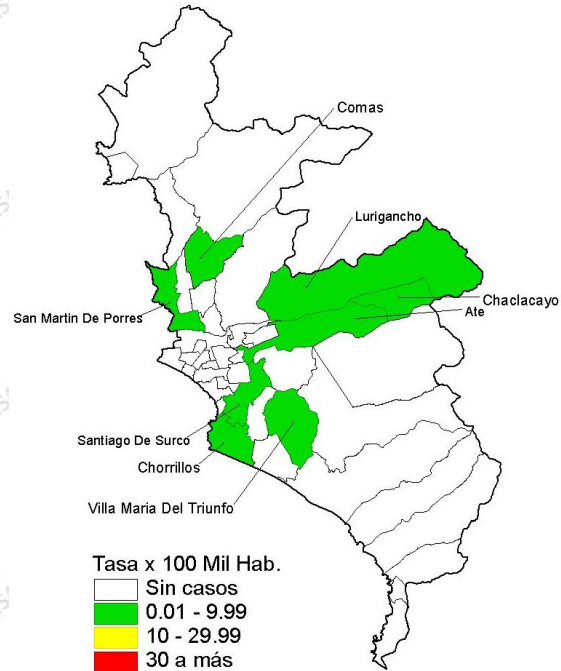 Comas
Lurigancho
Chaclacayo
Ate
San Martin De Porres
Santiago De Surco
Chorrillos
Villa Maria Del Triunfo
Tasa x 100 Mil Hab.
Sin casos
0.01 - 9.99
10 - 29.99
30 a más